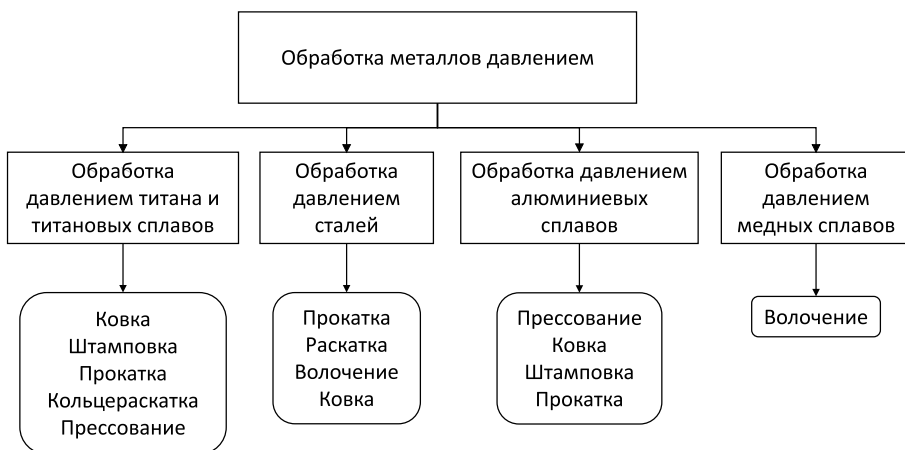 Обработка металлов давлением
Обработка
давлением титана и
титановых сплавов
Обработка
давлением
сталей
Обработка давлением
алюминиевых
сплавов
Обработка
давлением
медных сплавов
Ковка
Штамповка
Прокатка
Кольцераскатка
Прессование
Прокатка
Раскатка
Волочение
Ковка
Прессование
Ковка
Штамповка
Прокатка
Волочение